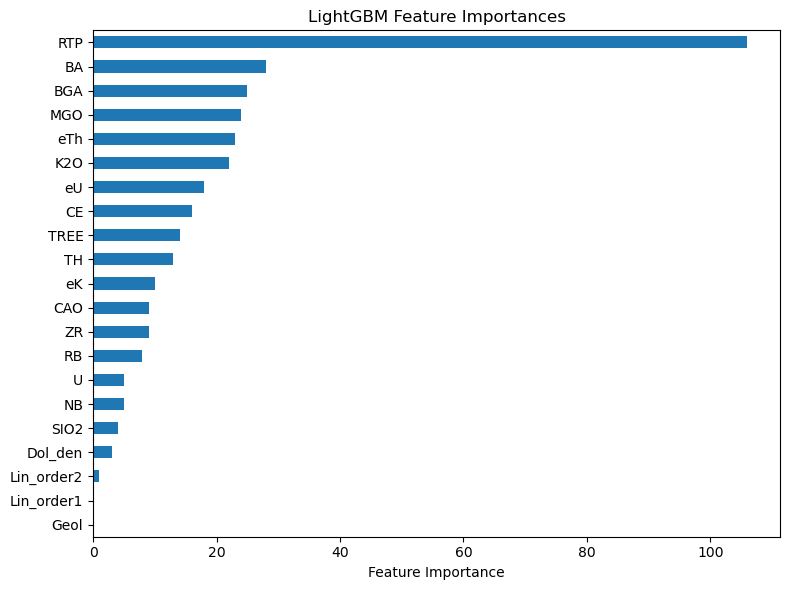 LightGBM Feature Importances
RTP
BA
BGA
MGO
eTh
K2O
eU
CE
TREE
TH
eK
CAO
ZR
RB
U
NB
SIO2
Dol_den
Lin_order2
Lin_order1
Geol
0 20 40 60 80 100
Feature Importance